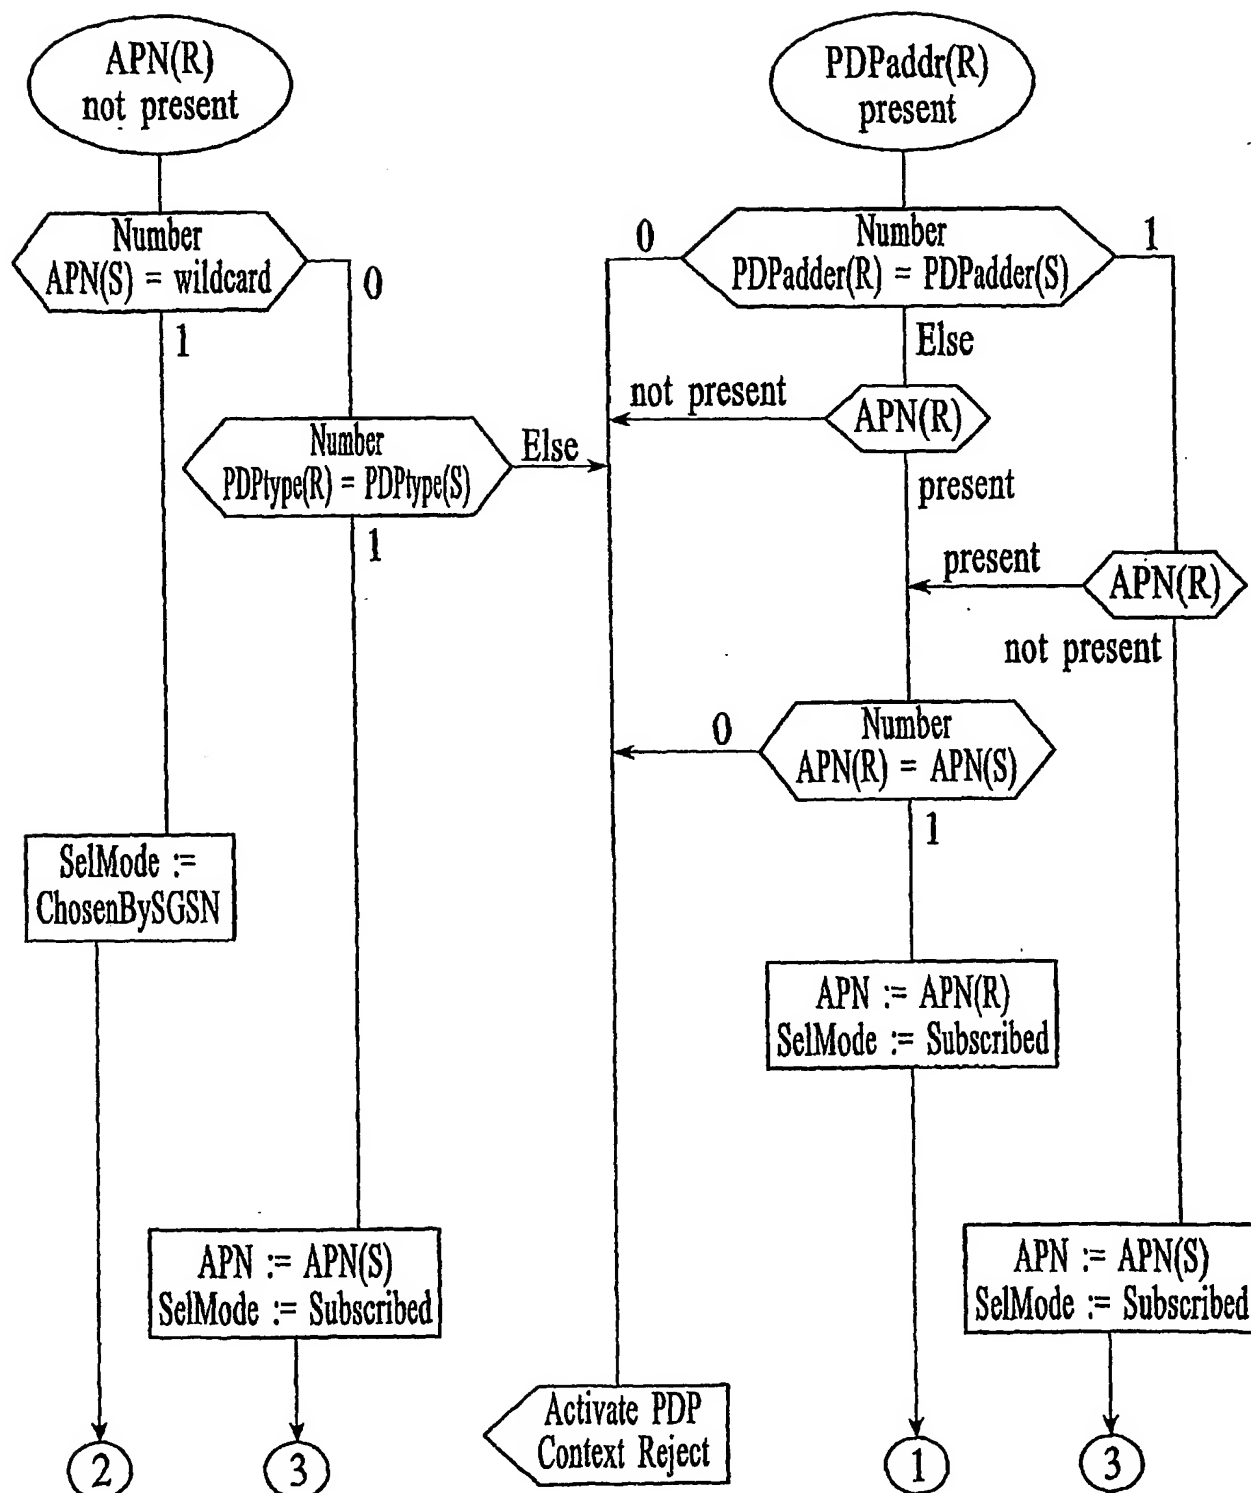 APN(R)
not present
Number
APN(S) = wildcard
0
1
Number
PDPtype(R) = PDPtype(S)
Else
1
SelMode :=
ChosenBySGSN
APN := APN(S)
SelMode := Subscribed
2
3
PDPaddr(R)
present
0
Number
PDPadder(R) = PDPadder(S)
1
Else
not present
APN(R)
present
present
APN(R)
not present
0
Number
APN(R) = APN(S)
1
APN := APN(R)
SelMode := Subscribed
APN := APN(S)
SelMode := Subscribed
Activate PDP
Context Reject
1
3